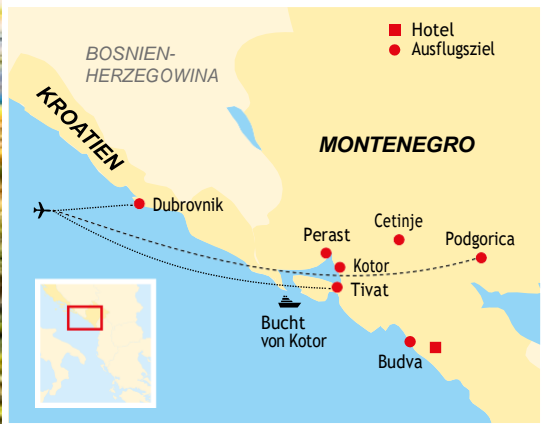 Hotel
Ausflugsziel
BOSNIEN-
HERZEGOWINA
KROATIEN
MONTENEGRO
Dubrovnik
Cetinje
Perast
Podgorica
Kotor
Tivat
Bucht
von Kotor
Budva